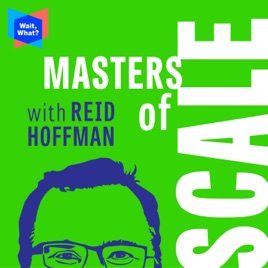 Wait,
What?
MASTERS
of
SCALE
with REID
HOFFMAN